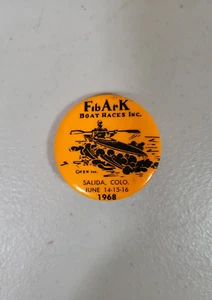 FibArK
BOAT RACES INC.
SALIDA, COLO.
JUNE 14-15-16
1968